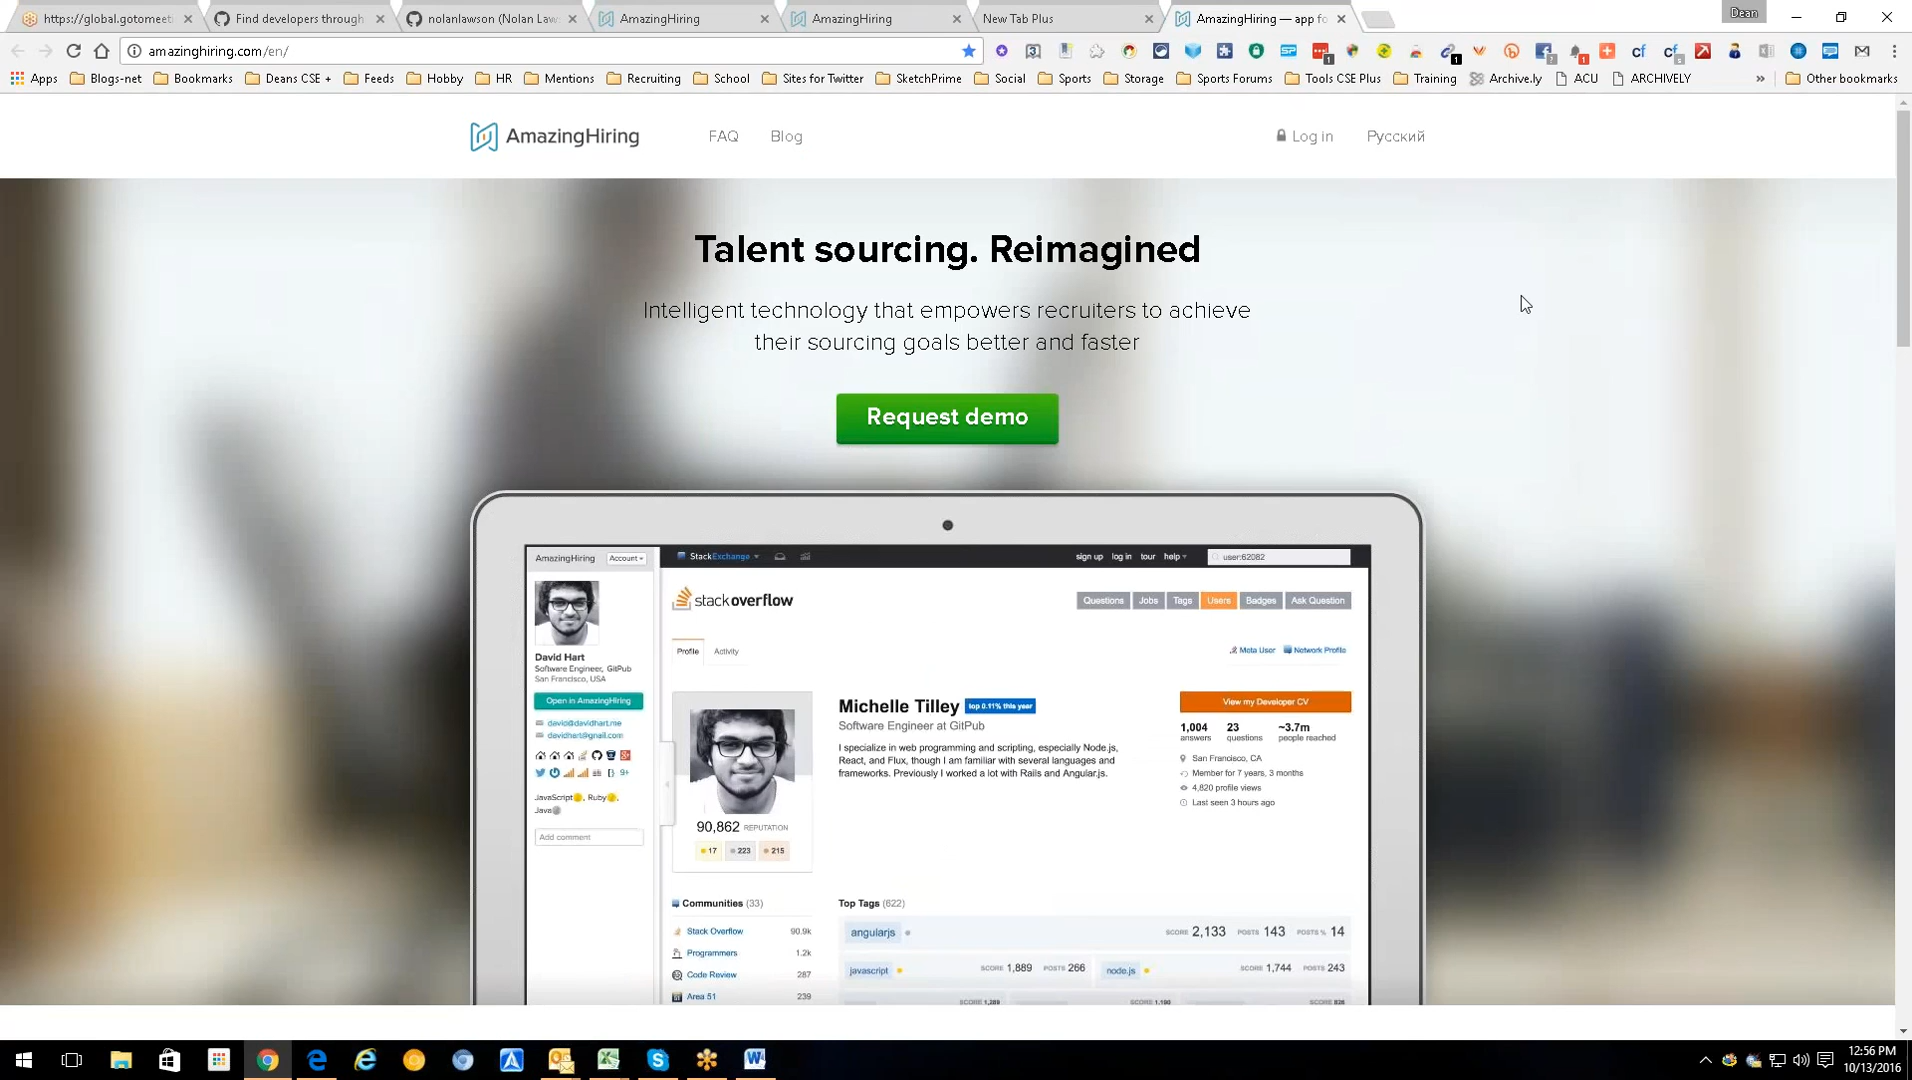 https://global.gotomeeti
Find developers through
nolanlawson (Nolan Law
AmazingHiring
AmazingHiring
New Tab Plus
AmazingHiring — app fo
Dean
amazinghiring.com/en/
Apps
Blogs-net
Bookmarks
Deans CSE +
Feeds
Hobby
HR
Mentions
Recruiting
School
Sites for Twitter
SketchPrime
Social
Sports
Storage
Sports Forums
Tools CSE Plus
Training
Archive.ly
ACU
ARCHIVELY
»
Other bookmarks
AmazingHiring
FAQ
Blog
Log in
Русский
Talent sourcing. Reimagined
Intelligent technology that empowers recruiters to achieve
their sourcing goals better and faster
Request demo
AmazingHiring
Account
StackExchange
sign up
log in
tour
help
user:62082
David Hart
Software Engineer, GitPub
San Francisco, USA
Open in AmazingHiring
david@davidhart.me
davidhart@gmail.com
9+
JavaScript, Ruby,
Java
Add comment
stackoverflow
Questions
Jobs
Tags
Users
Badges
Ask Question
Profile
Activity
Meta User
Network Profile
90,862 REPUTATION
17
223
215
Michelle Tilley
top 0.11% this year
Software Engineer at GitPub
I specialize in web programming and scripting, especially Node.js,
React, and Flux, though I am familiar with several languages and
frameworks. Previously I worked a lot with Rails and Angular.js.
View my Developer CV
1,004 23 ~3.7m
answers questions people reached
San Francisco, CA
Member for 7 years, 3 months
4,820 profile views
Last seen 3 hours ago
Communities (33)
Stack Overflow 90.9k
Programmers 1.2k
Code Review 287
Area 51 239
Top Tags (622)
angularjs SCORE 2,133 POSTS 143 POSTS % 14
javascript SCORE 1,889 POSTS 266
node.js SCORE 1,744 POSTS 243
SCORE 1,289
SCORE 1,190
SCORE 836
12:56 PM
10/13/2016